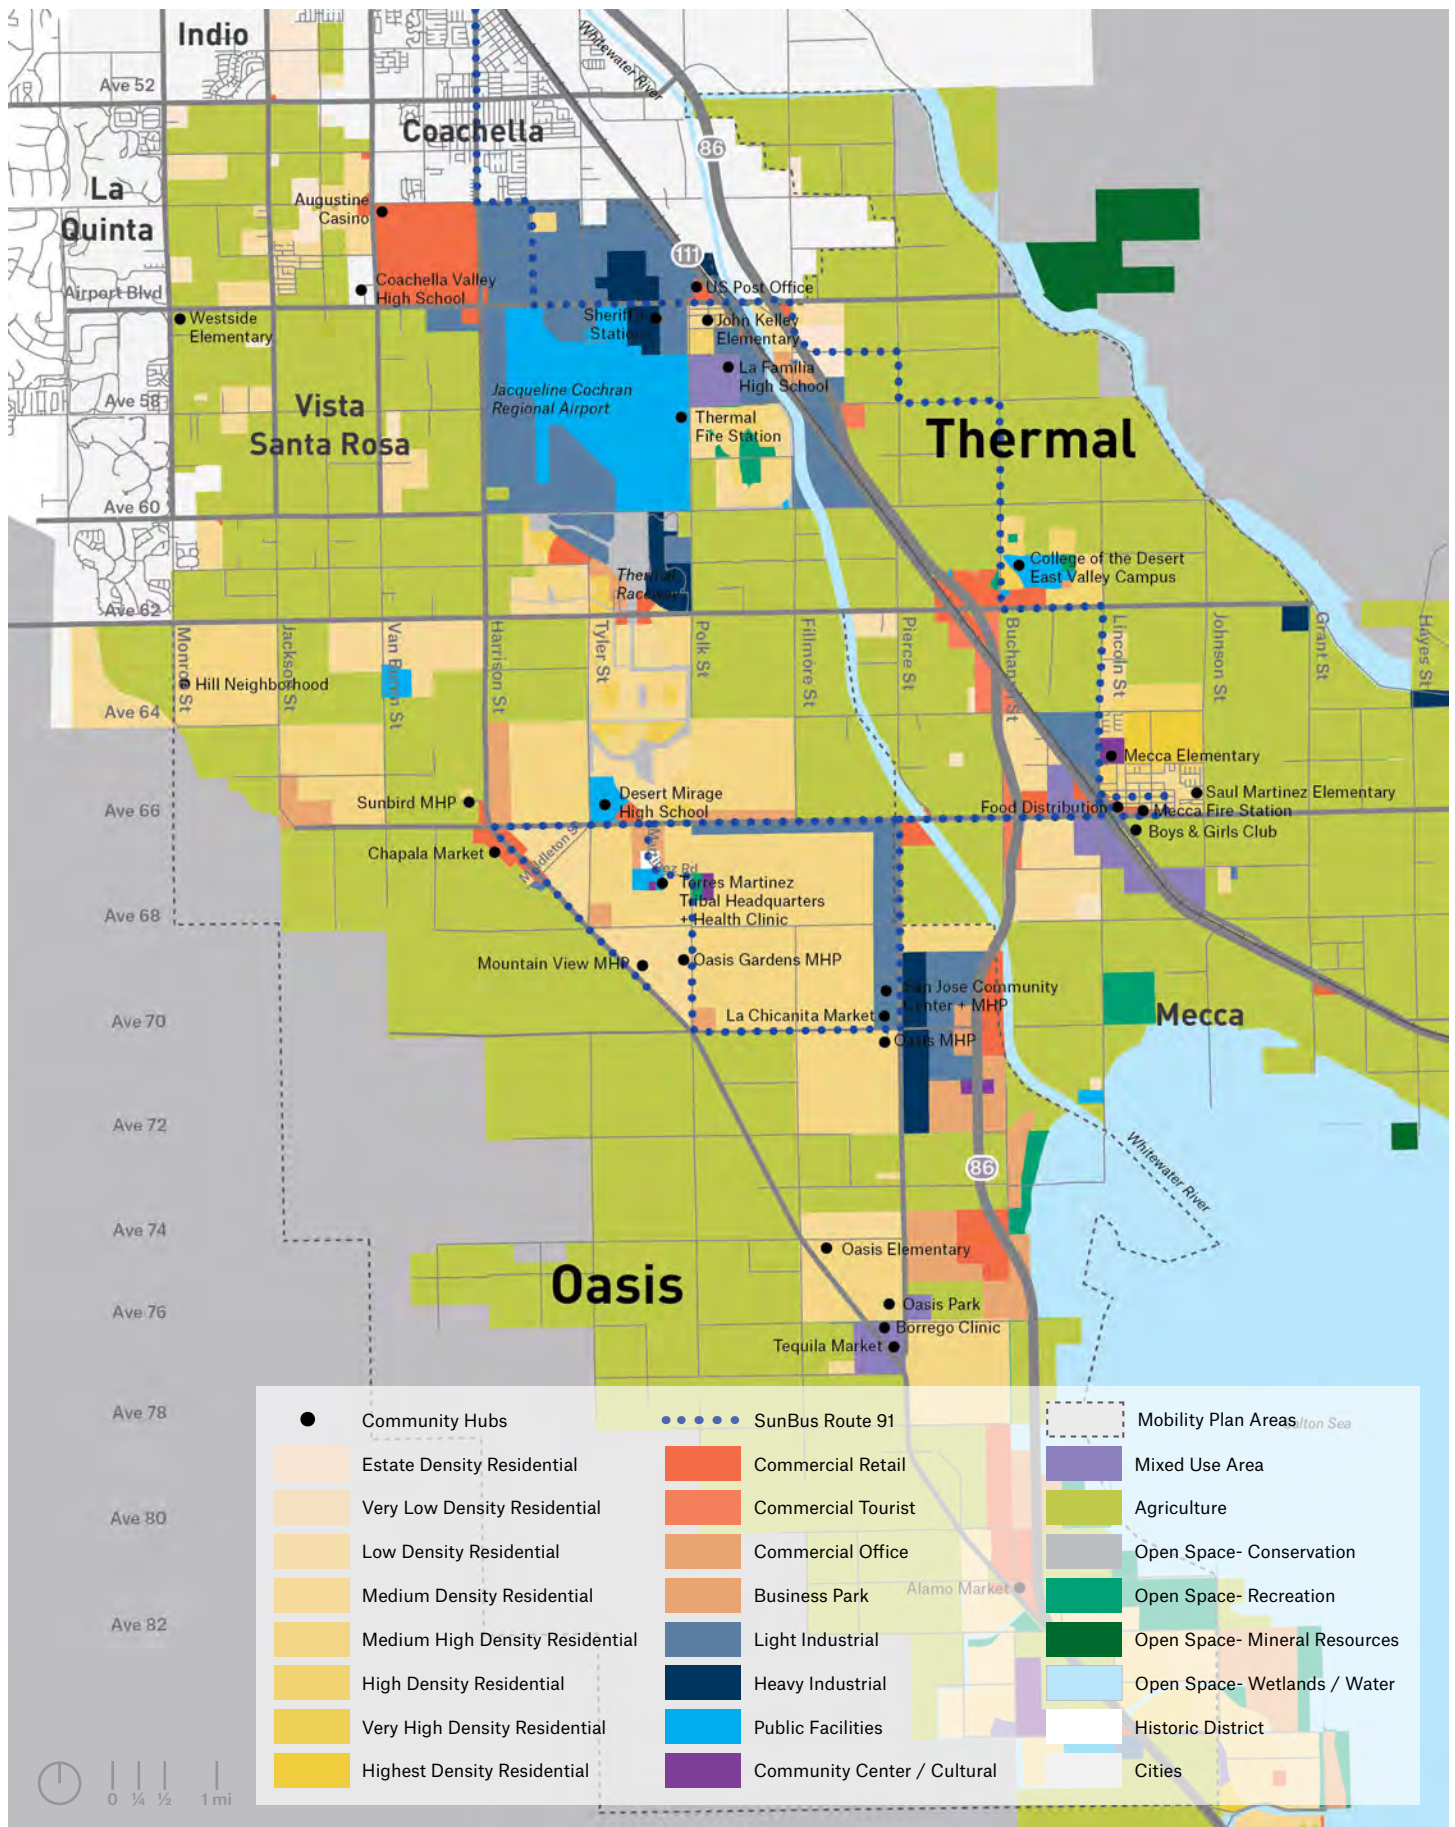 Indio
Whitewater River
Ave 52
Coachella
86
La
Quinta
Augustine
Casino
111
Coachella Valley
High School
US Post Office
Airport Blvd
Westside
Elementary
Sheriff's
Station
John Kelley
Elementary
La Familia
High School
Jacqueline Cochran
Regional Airport
Ave 58
Vista
Santa Rosa
Thermal
Fire Station
Thermal
Ave 60
College of the Desert
East Valley Campus
Thermal
Raceway
Ave 62
Monroe St
Jackson St
Van Buren St
Harrison St
Tyler St
Polk St
Fillmore St
Pierce St
Buchanan St
Lincoln St
Johnson St
Grant St
Hayes St
Hill Neighborhood
Ave 64
Mecca Elementary
Sunbird MHP
Desert Mirage
High School
Saul Martinez Elementary
Food Distribution
Mecca Fire Station
Ave 66
Boys & Girls Club
Chapala Market
Middleton St
Torres Martinez
Tribal Headquarters
+ Health Clinic
Ave 68
Mountain View MHP
Oasis Gardens MHP
San Jose Community
Center + MHP
La Chicanita Market
Mecca
Ave 70
Oasis MHP
Ave 72
Whitewater River
86
Ave 74
Oasis Elementary
Oasis
Oasis Park
Ave 76
Borrego Clinic
Tequila Market
Ave 78
Community Hubs
Estate Density Residential
Very Low Density Residential
Low Density Residential
Medium Density Residential
Medium High Density Residential
High Density Residential
Very High Density Residential
Highest Density Residential
SunBus Route 91
Commercial Retail
Commercial Tourist
Commercial Office
Business Park
Light Industrial
Heavy Industrial
Public Facilities
Community Center / Cultural
Mobility Plan Areas
Mixed Use Area
Agriculture
Open Space- Conservation
Open Space- Recreation
Open Space- Mineral Resources
Open Space- Wetlands / Water
Historic District
Cities
Salton Sea
Ave 80
Alamo Market
Ave 82
0 ¼ ½ 1 mi